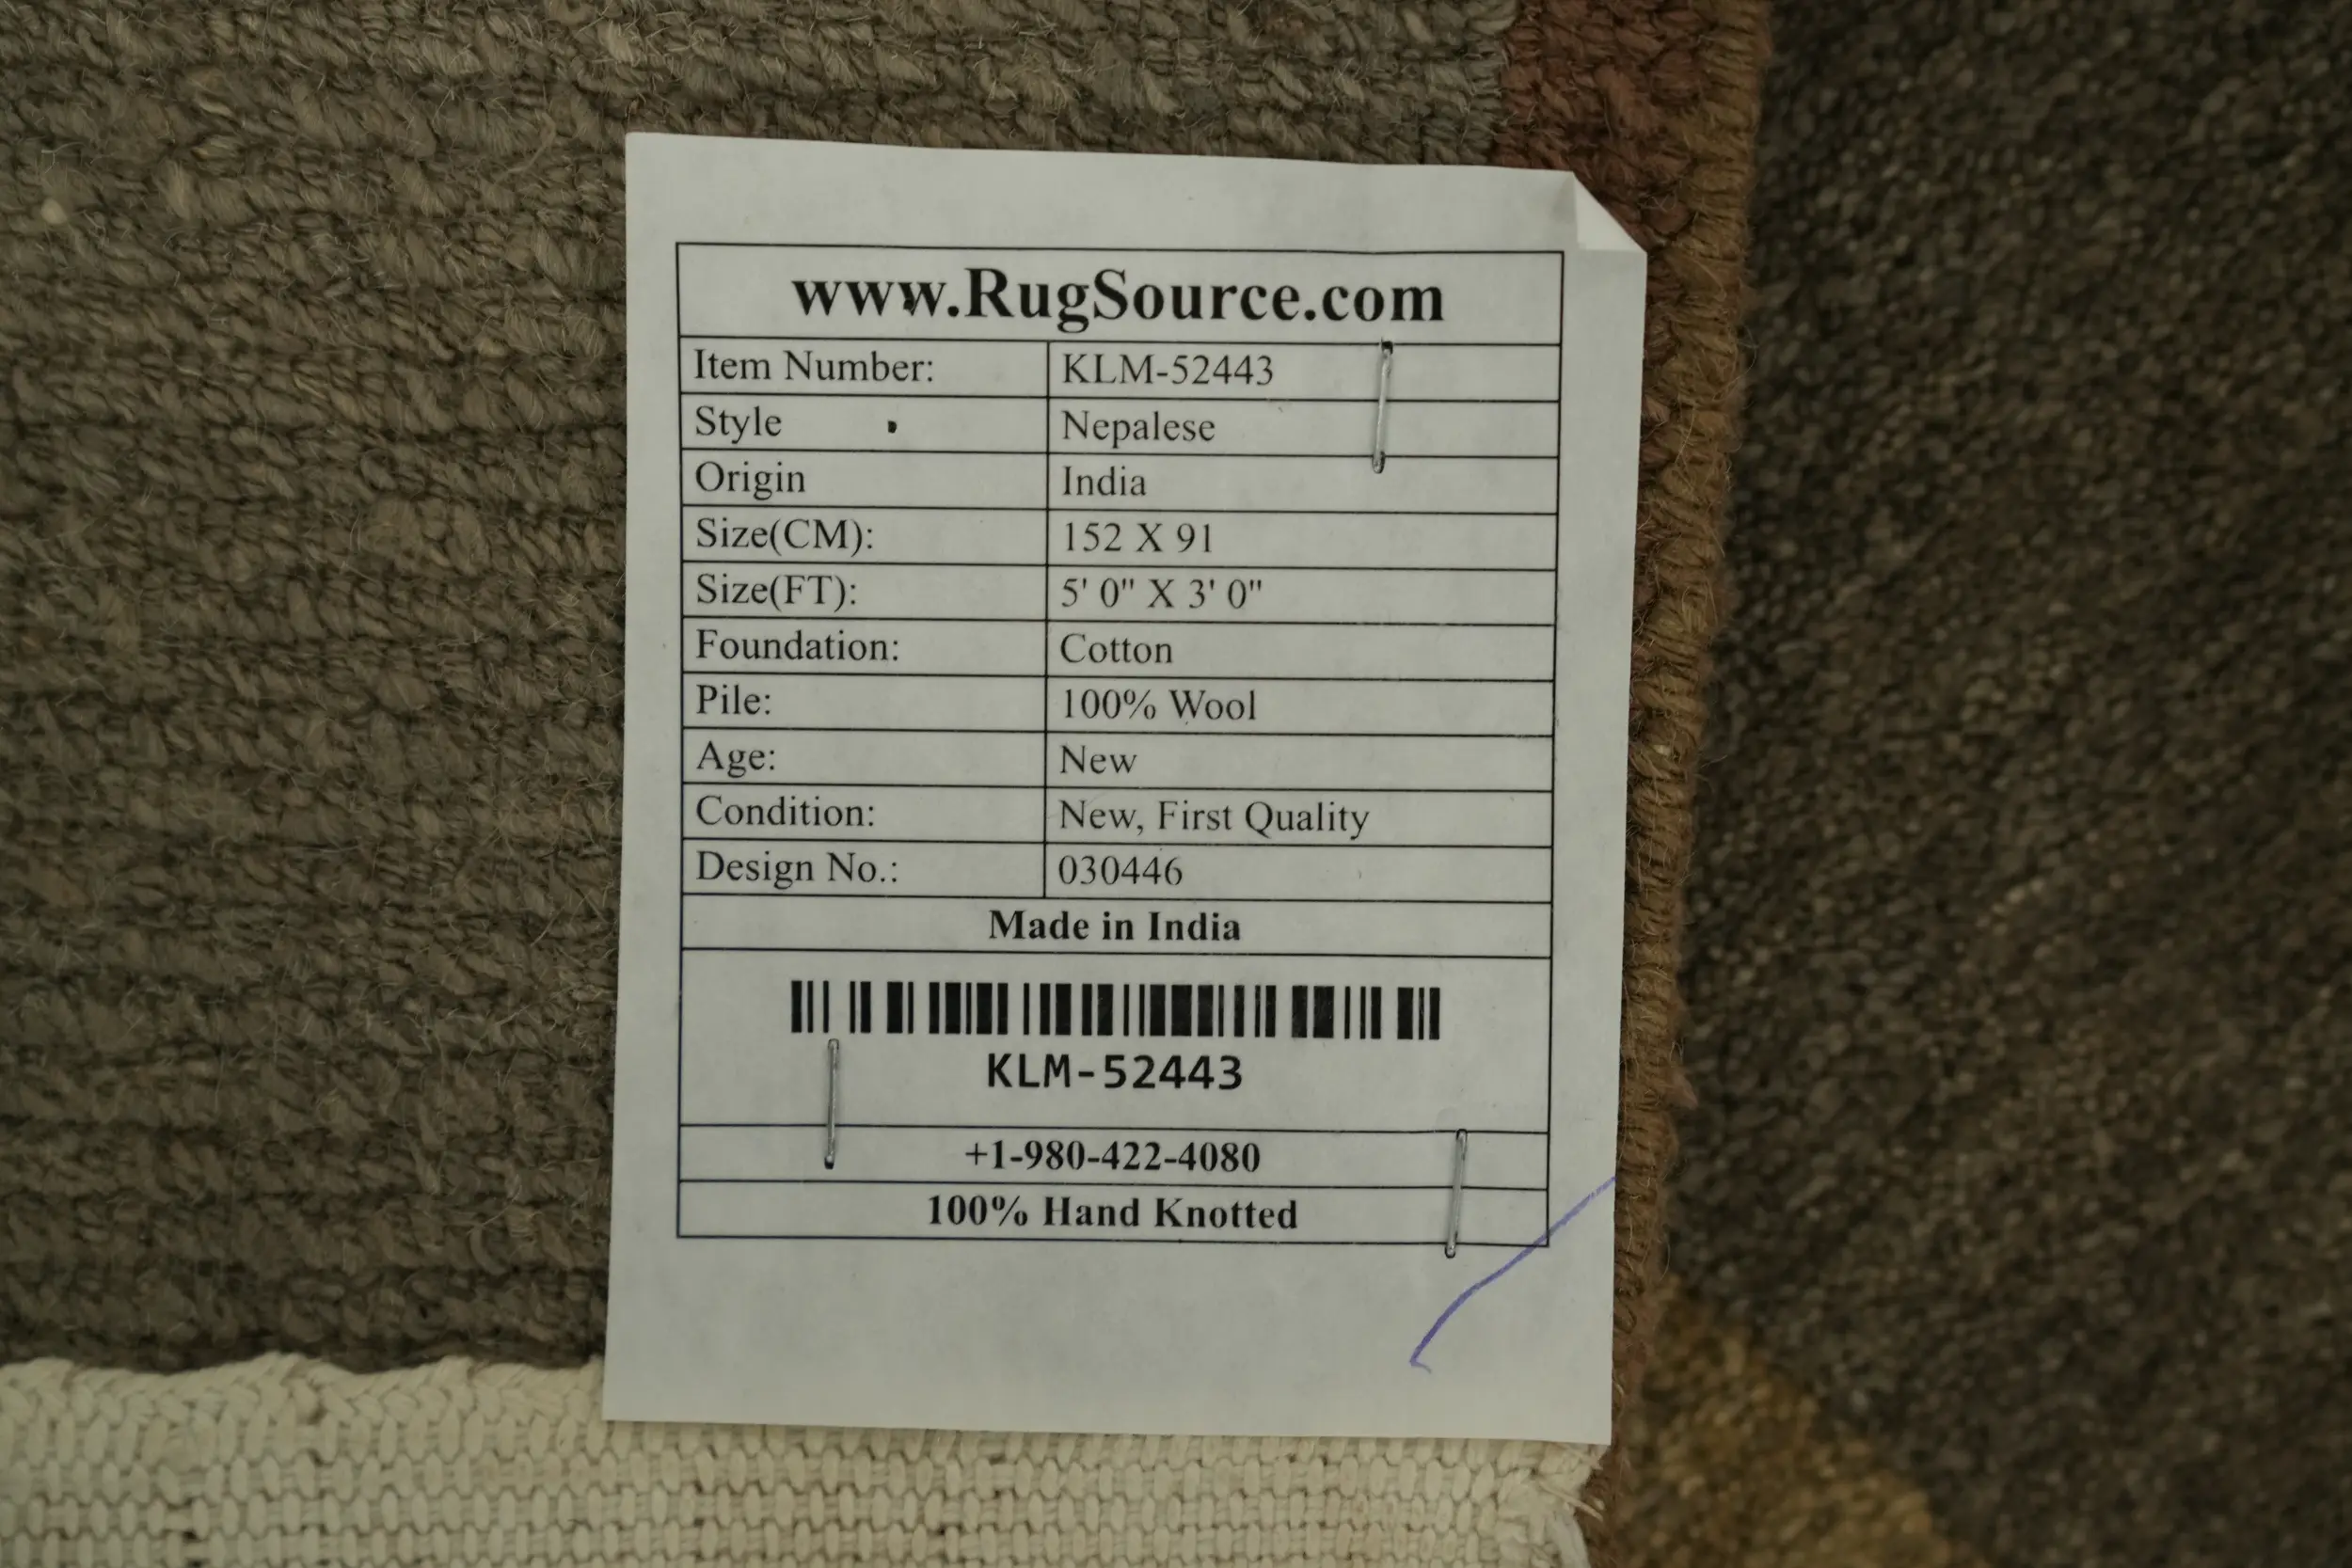 www.RugSource.com
Item Number: KLM-52443
Style Nepalese
Origin India
Size(CM): 152 X 91
Size(FT): 5' 0" X 3' 0"
Foundation: Cotton
Pile: 100% Wool
Age: New
Condition: New, First Quality
Design No.: 030446
Made in India
KLM-52443
+1-980-422-4080
100% Hand Knotted